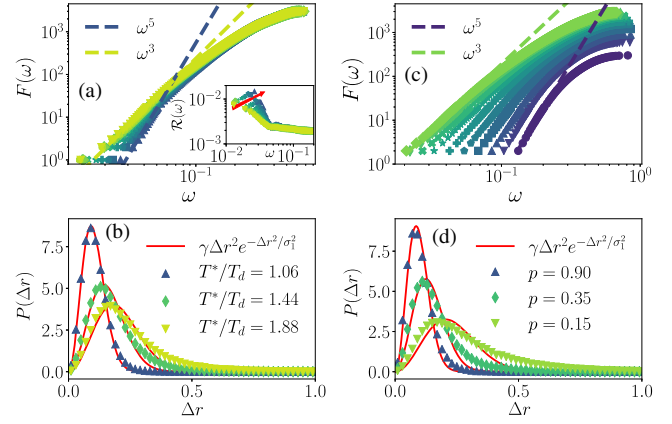 ω⁵
ω³
(a)
F(ω)
10³
10²
10¹
10⁰
10⁻¹
ω
R(ω)
10⁻²
10⁻³
10⁻²
ω
10⁻¹
ω⁵
ω³
(c)
F(ω)
10³
10²
10¹
10⁰
10⁻¹
10⁰
ω
(b)
γΔr²e^{-Δr²/σ₁²}
T*/T_d = 1.06
T*/T_d = 1.44
T*/T_d = 1.88
P(Δr)
7.5
5.0
2.5
0.0
0.0
0.5
1.0
Δr
(d)
γΔr²e^{-Δr²/σ₁²}
p = 0.90
p = 0.35
p = 0.15
P(Δr)
7.5
5.0
2.5
0.0
0.0
0.5
1.0
Δr